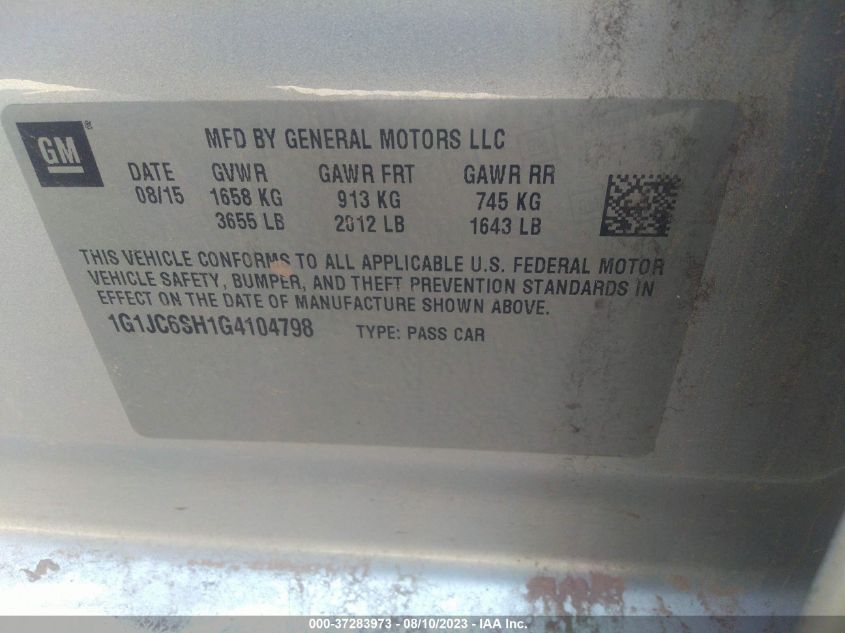 GM ®
MFD BY GENERAL MOTORS LLC
DATE GVWR GAWR FRT GAWR RR
08/15 1658 KG 913 KG 745 KG
3655 LB 2012 LB 1643 LB
THIS VEHICLE CONFORMS TO ALL APPLICABLE U.S. FEDERAL MOTOR
VEHICLE SAFETY, BUMPER, AND THEFT PREVENTION STANDARDS IN
EFFECT ON THE DATE OF MANUFACTURE SHOWN ABOVE.
1G1JC6SH1G4104798 TYPE: PASS CAR
000-37283973 — 08/10/2023 - IAA Inc.